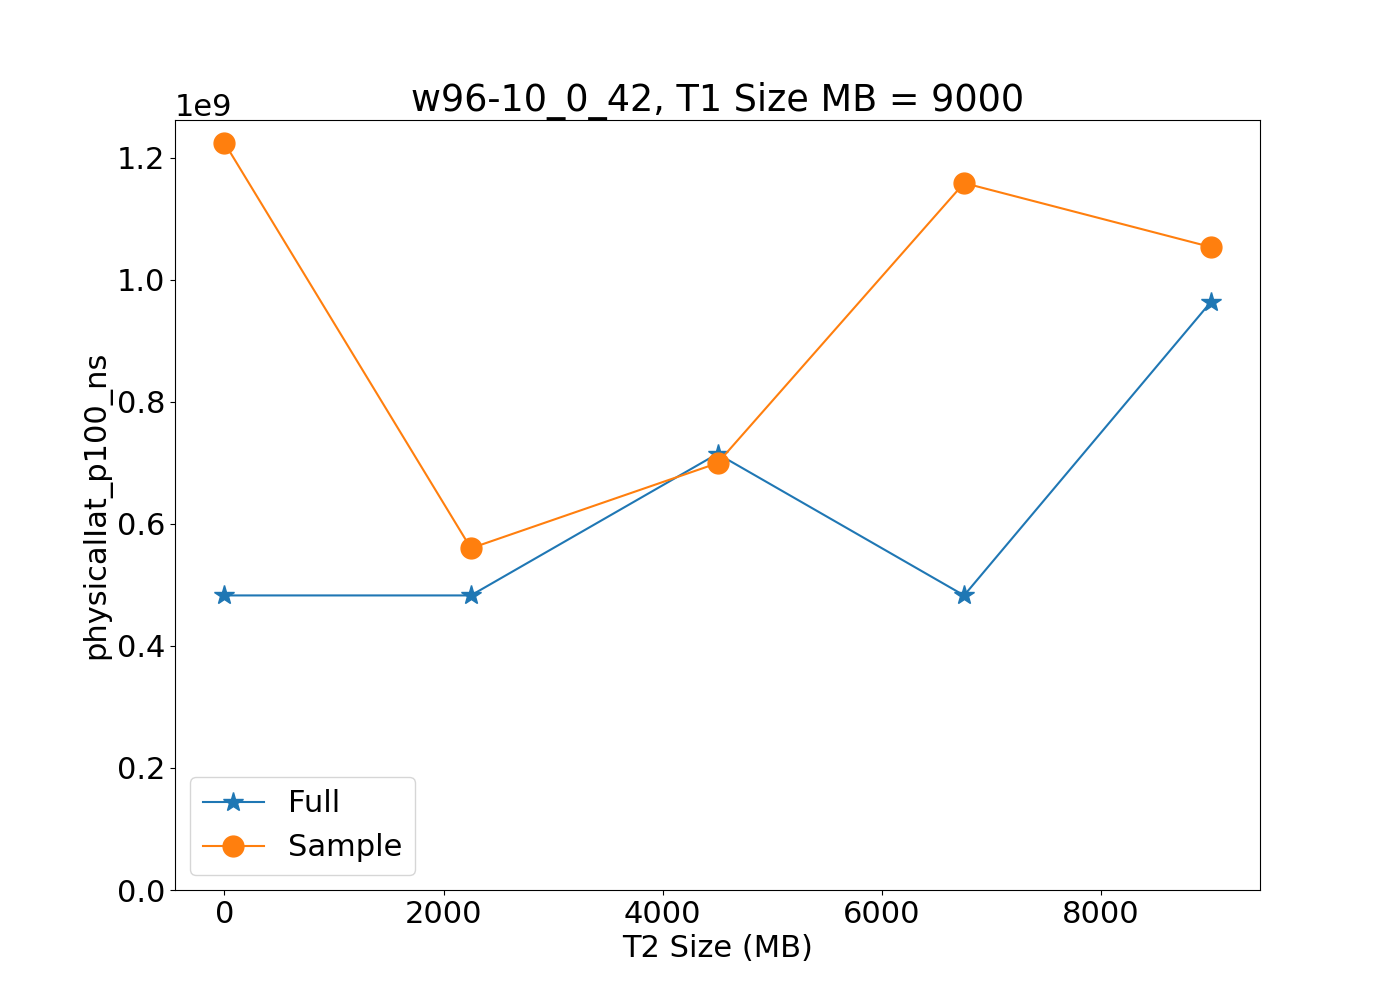 w96-10_0_42, T1 Size MB = 9000
1e9
1.2
1.0
0.8
0.6
0.4
0.2
0.0
physicallat_p100_ns
Full
Sample
0 2000 4000 6000 8000
T2 Size (MB)